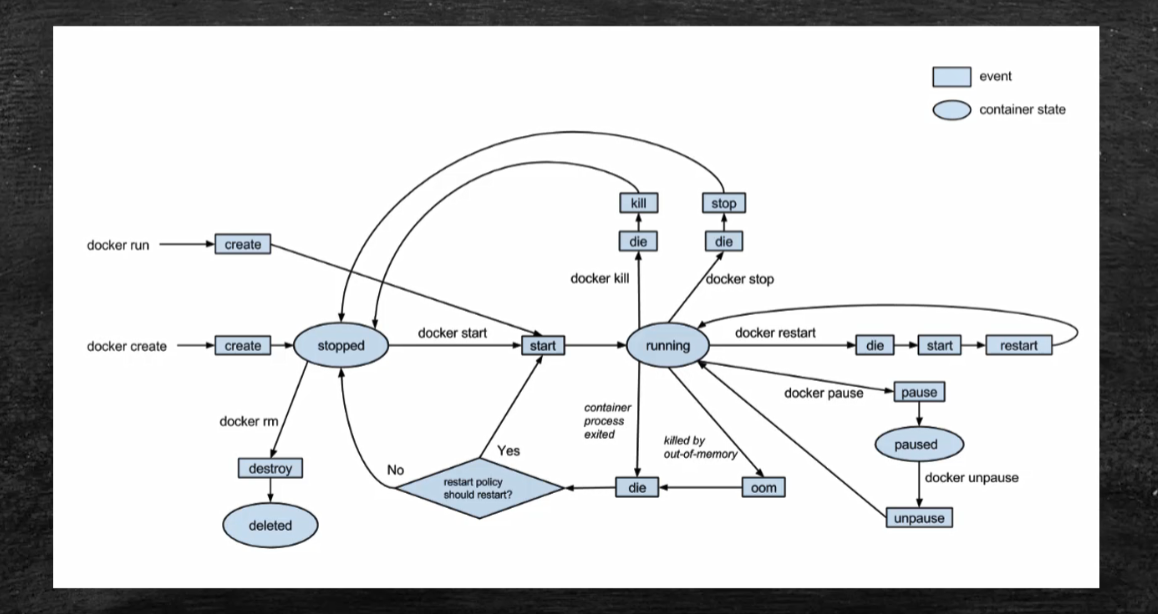 event
container state
kill
stop
docker run
create
die
die
docker kill
docker stop
docker create
create
stopped
docker start
start
running
docker restart
die
start
restart
docker pause
pause
container
process
exited
docker rm
killed by
out-of-memory
paused
Yes
No
destroy
restart policy
should restart?
die
oom
docker unpause
unpause
deleted